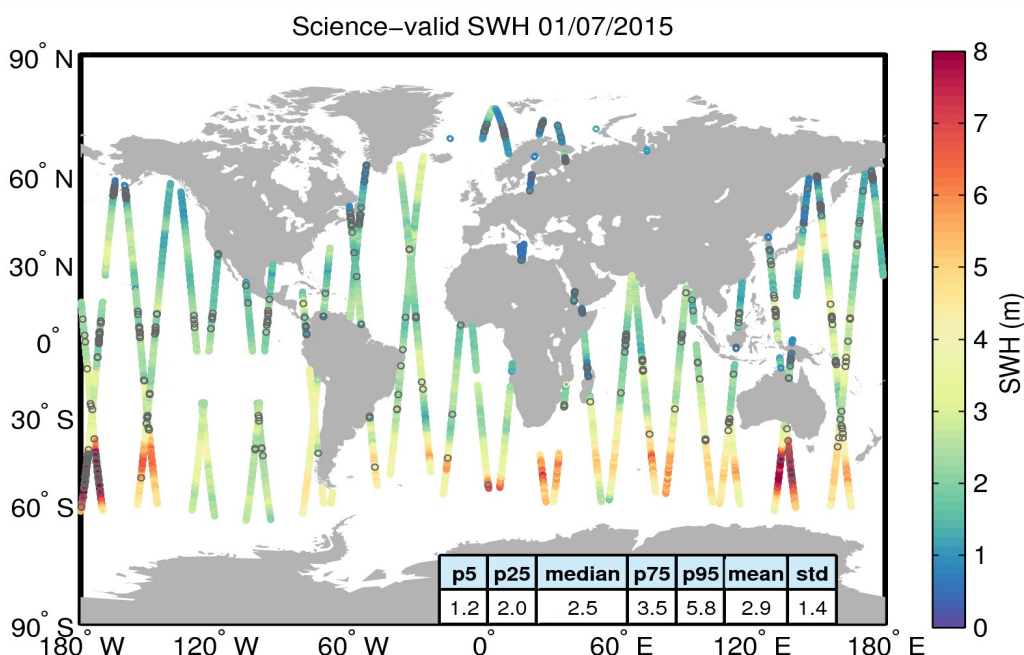 Science−valid SWH 01/07/2015
90° N
60° N
30° N
0°
30° S
60° S
90° S
180° W 120° W 60° W 0° 60° E 120° E 180° E
p5 p25 median p75 p95 mean std
1.2 2.0 2.5 3.5 5.8 2.9 1.4
8
7
6
5
4
3
2
1
0
SWH (m)